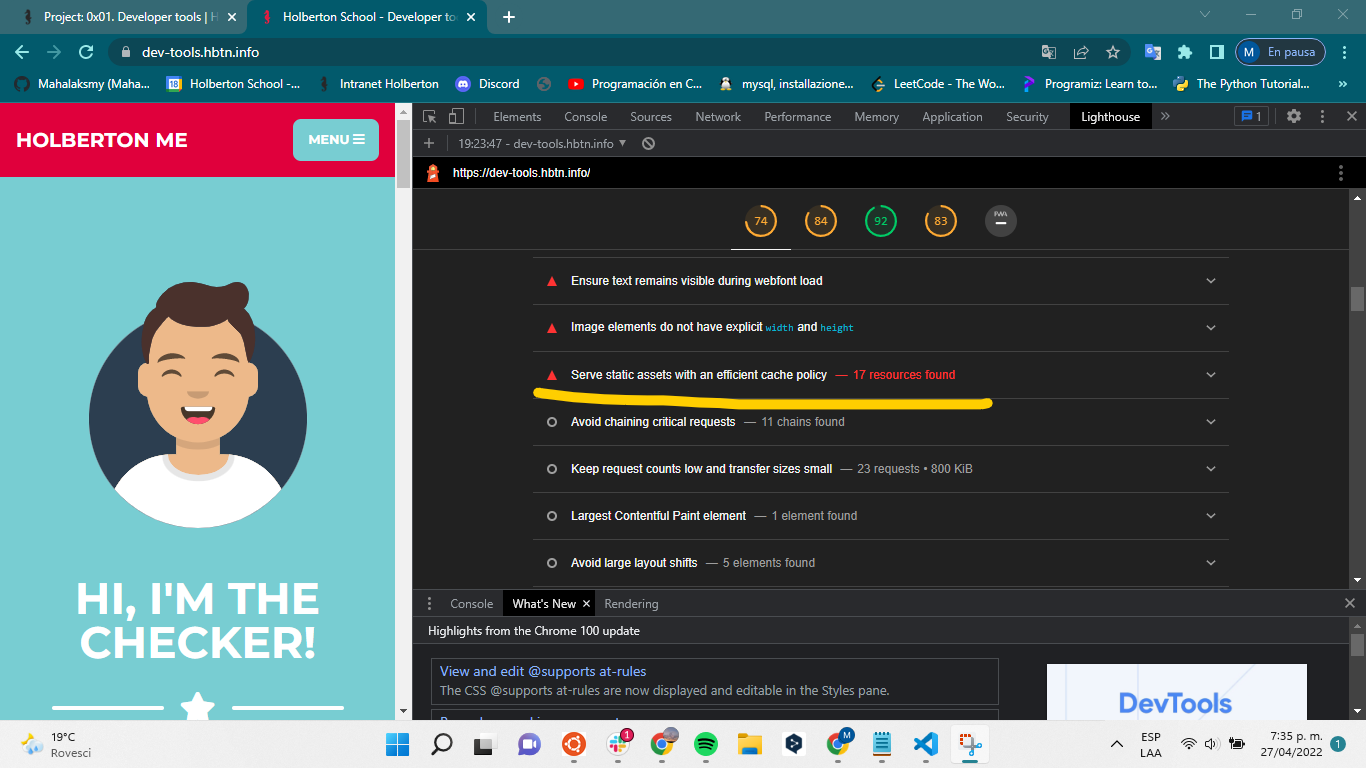 Project: 0x01. Developer tools | H
Holberton School - Developer to
dev-tools.hbtn.info
M
En pausa
Mahalaksmy (Maha...
18
Holberton School -...
Intranet Holberton
Discord
Programación en C...
mysql, installazione...
LeetCode - The Wo...
Programiz: Learn to...
The Python Tutorial...
»
HOLBERTON ME
MENU
Elements
Console
Sources
Network
Performance
Memory
Application
Security
Lighthouse
»
1
19:23:47 - dev-tools.hbtn.info
https://dev-tools.hbtn.info/
74
84
92
83
PWA
Ensure text remains visible during webfont load
Image elements do not have explicit width and height
Serve static assets with an efficient cache policy — 17 resources found
Avoid chaining critical requests — 11 chains found
Keep request counts low and transfer sizes small — 23 requests • 800 KiB
Largest Contentful Paint element — 1 element found
Avoid large layout shifts — 5 elements found
HI, I'M THE
CHECKER!
Console
What's New
Rendering
Highlights from the Chrome 100 update
View and edit @supports at-rules
The CSS @supports at-rules are now displayed and editable in the Styles pane.
DevTools
19°C
Rovesci
1
M
ESP
LAA
7:35 p. m.
27/04/2022
1